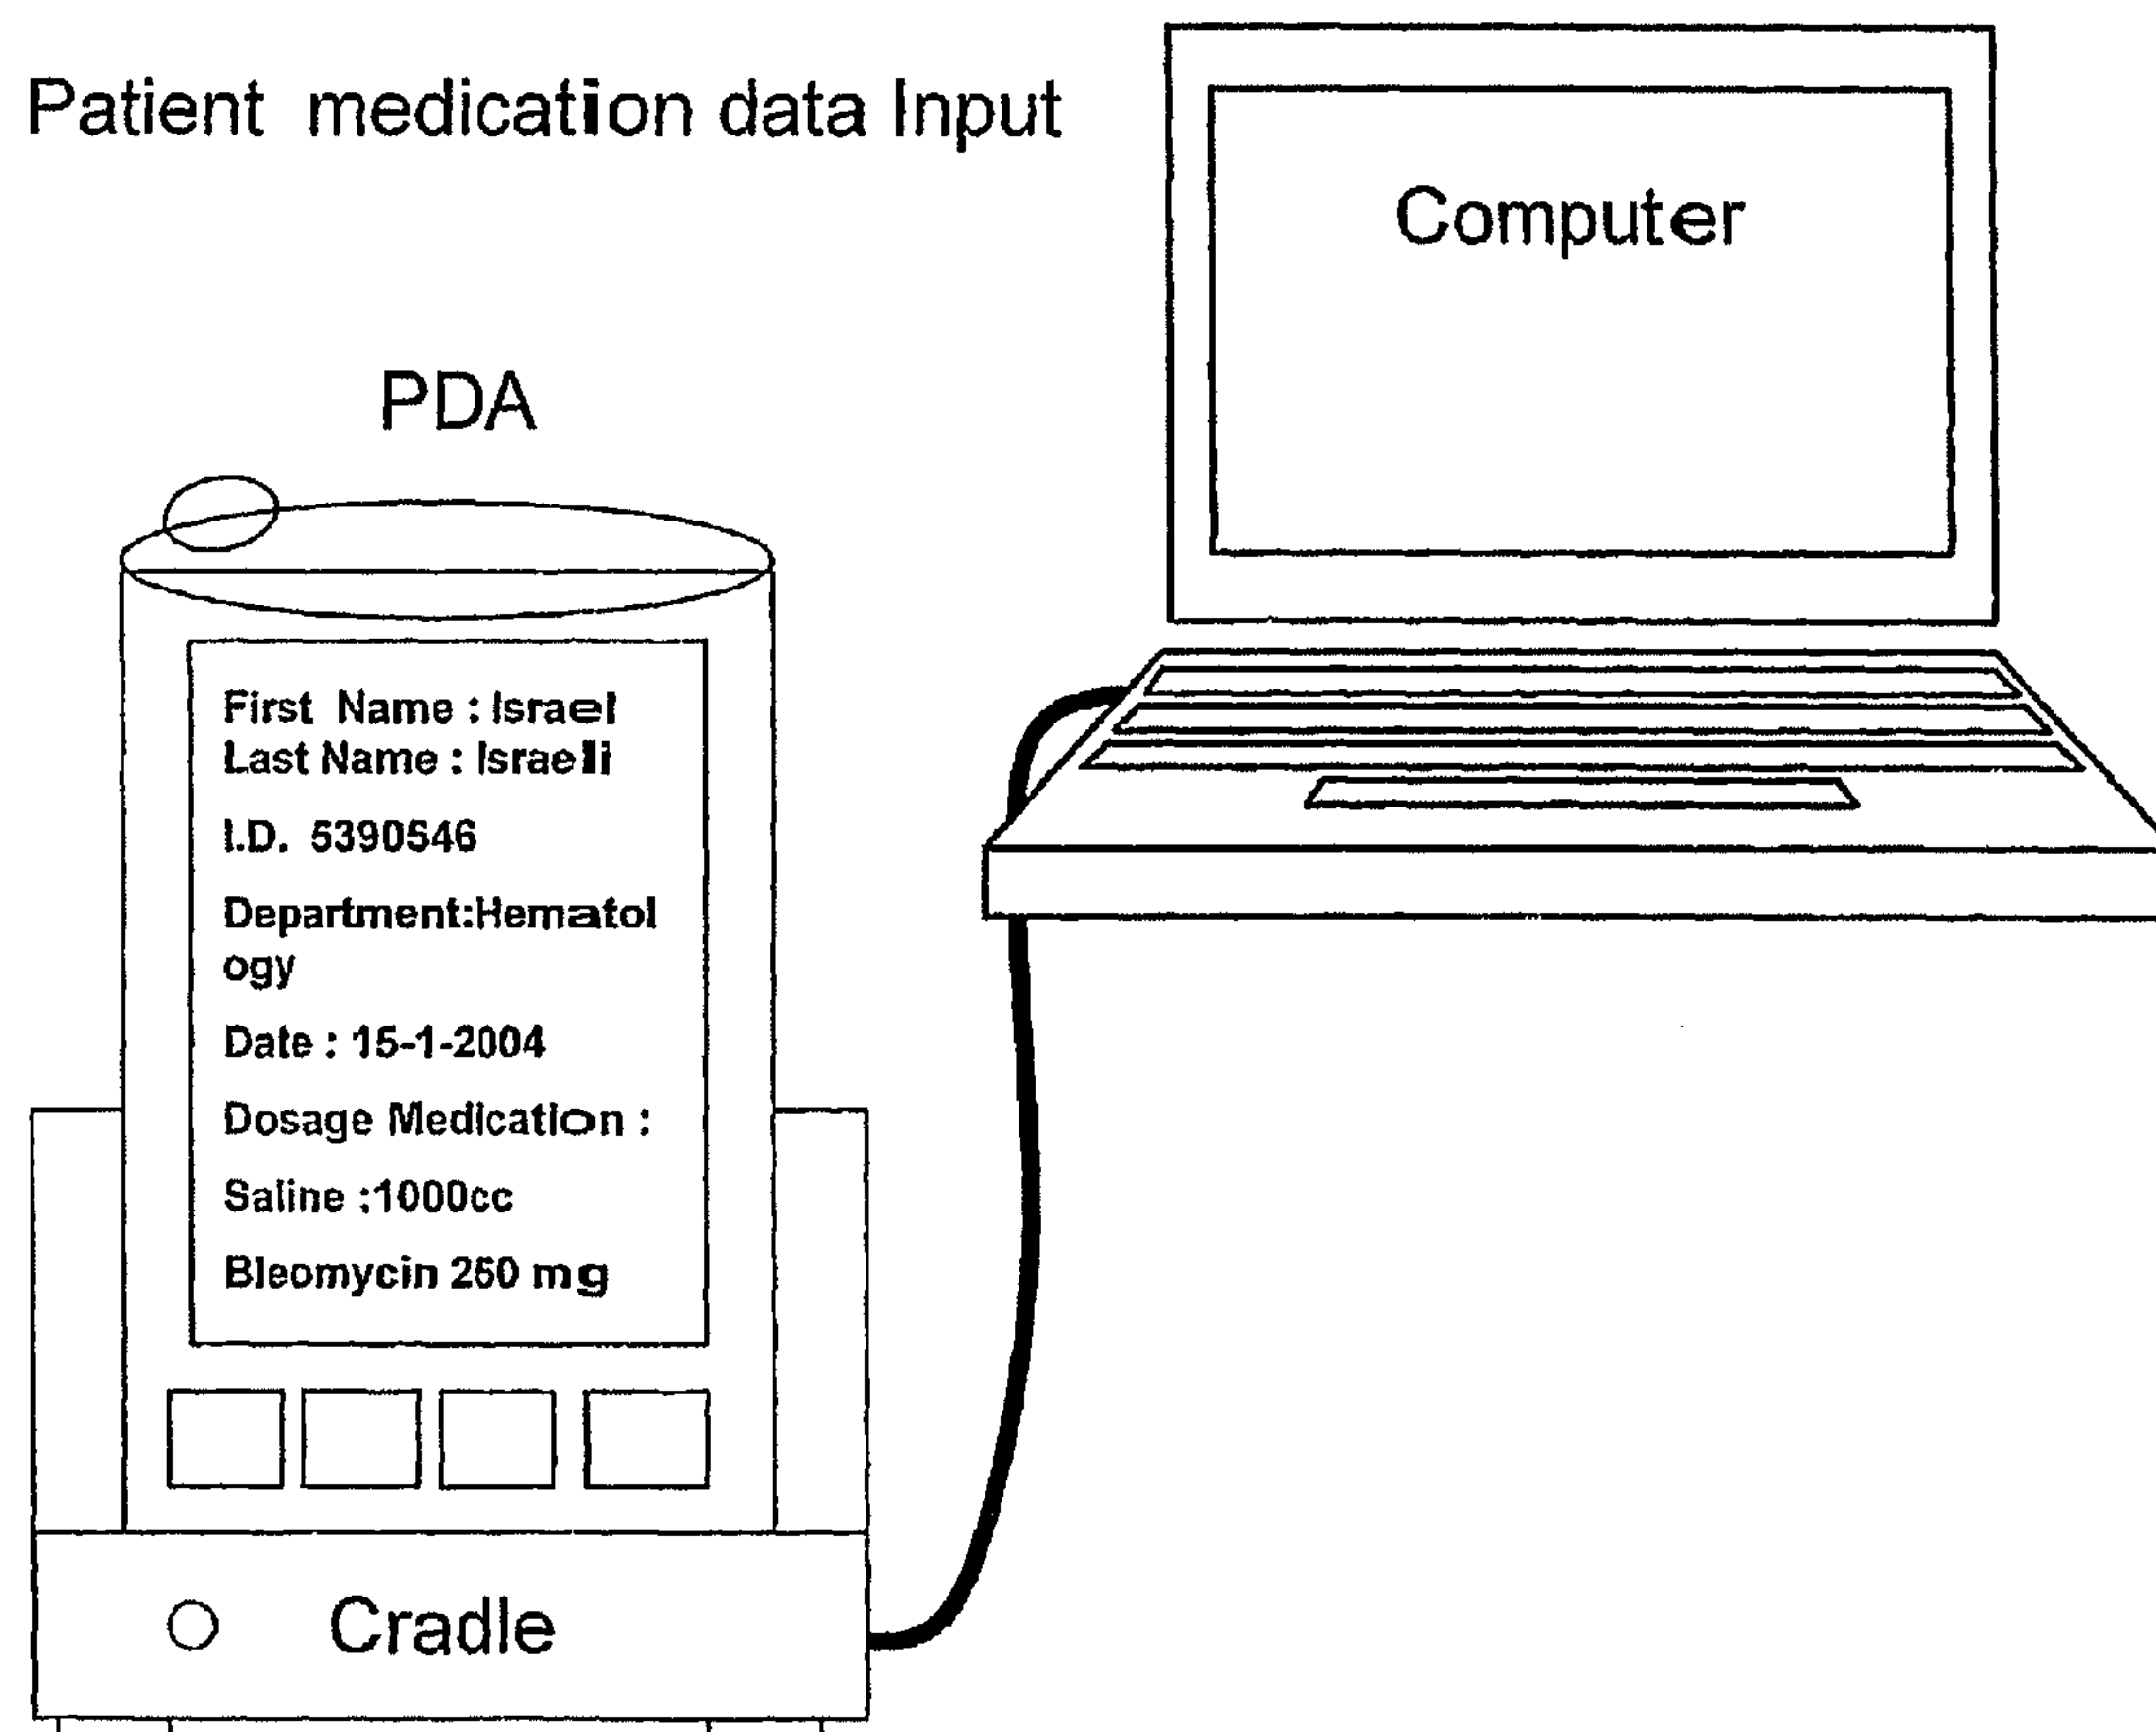 Patient medication data Input
Computer
PDA
First Name : Israel
Last Name : Israeli
I.D. 5390546
Department:Hematol
ogy
Date : 15-1-2004
Dosage Medication :
Saline :1000cc
Bleomycin 250 mg
Cradle